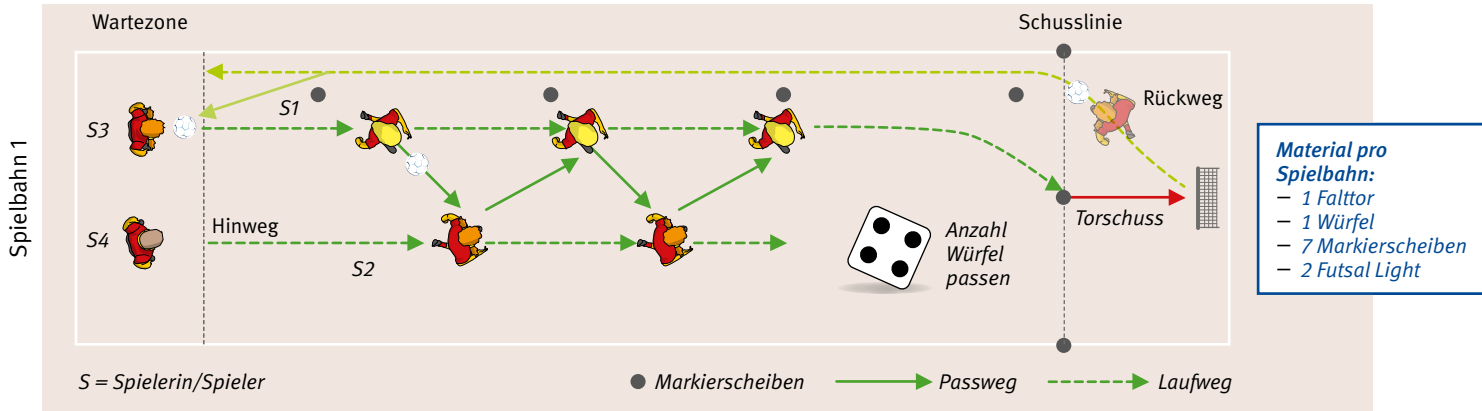 Wartezone
Schusslinie
Spielbahn 1
S3
S1
Rückweg
S4
Hinweg
S2
Anzahl
Würfel
passen
Torschuss
Material pro
Spielbahn:
– 1 Falttor
– 1 Würfel
– 7 Markierscheiben
– 2 Futsal Light
S = Spielerin/Spieler
Markierscheiben
Passweg
Laufweg